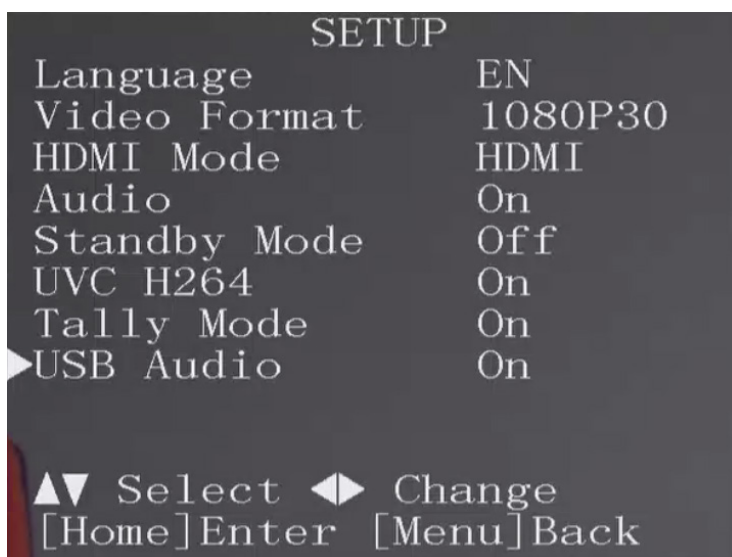 SETUP
Language EN
Video Format 1080P30
HDMI Mode HDMI
Audio On
Standby Mode Off
UVC H264 On
Tally Mode On
▶USB Audio On
▲▼ Select ◀▶ Change
[Home]Enter [Menu]Back